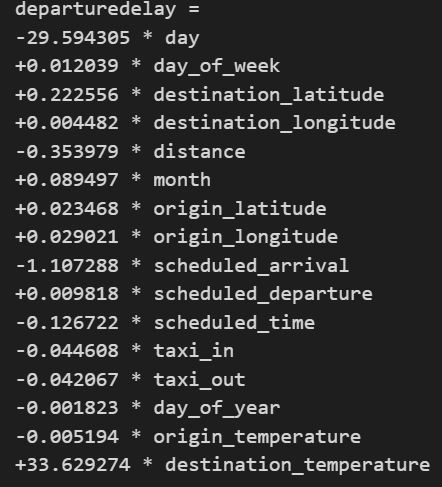 departuredelay =
-29.594305 * day
+0.012039 * day_of_week
+0.222556 * destination_latitude
+0.004482 * destination_longitude
-0.353979 * distance
+0.089497 * month
+0.023468 * origin_latitude
+0.029021 * origin_longitude
-1.107288 * scheduled_arrival
+0.009818 * scheduled_departure
-0.126722 * scheduled_time
-0.044608 * taxi_in
-0.042067 * taxi_out
-0.001823 * day_of_year
-0.005194 * origin_temperature
+33.629274 * destination_temperature